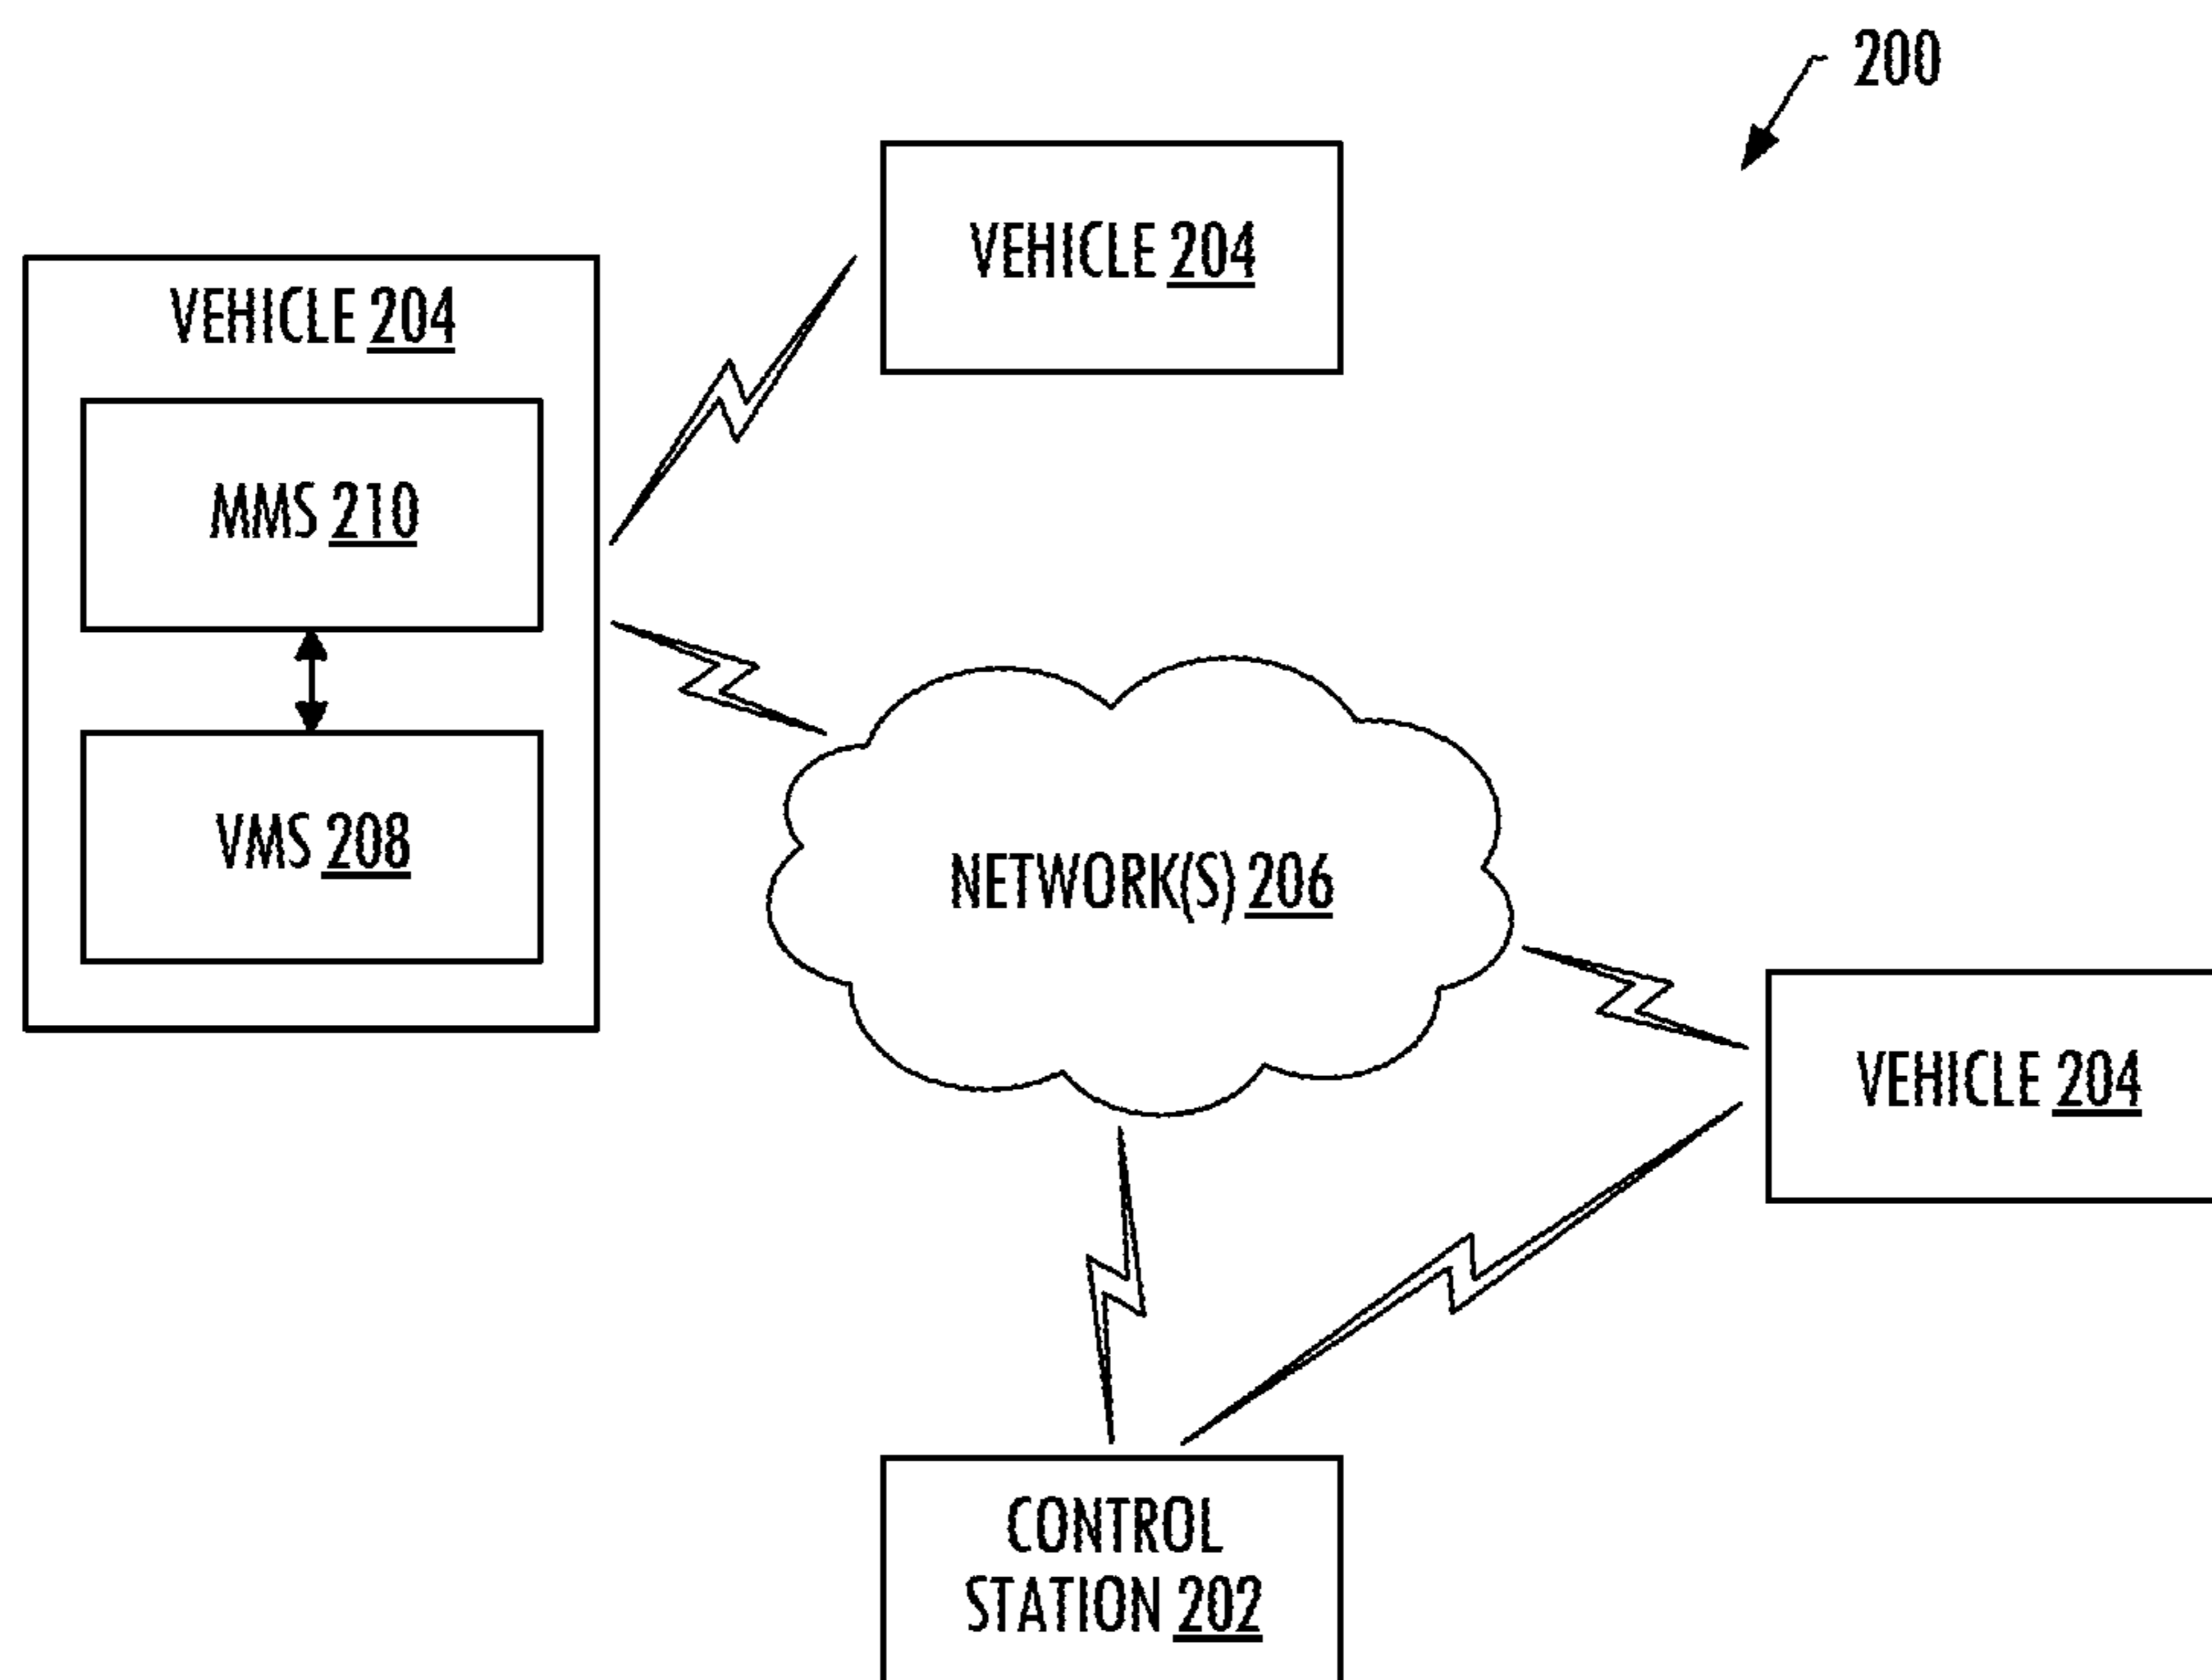 200
VEHICLE 204
VEHICLE 204
MMS 210
VMS 208
NETWORK(S) 206
VEHICLE 204
CONTROL
STATION 202